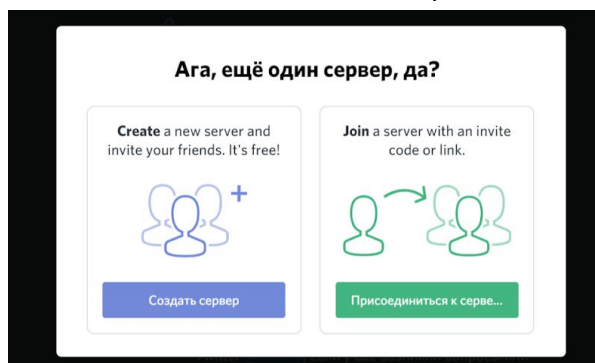 Ага, ещё один сервер, да?
Create a new server and
invite your friends. It's free!
Join a server with an invite
code or link.
Создать сервер
Присоединиться к серве...